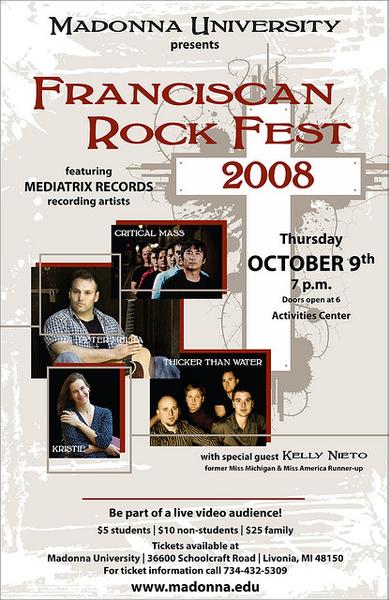 MADONNA UNIVERSITY
presents
FRANCISCAN
ROCK FEST
2008
featuring
MEDIATRIX RECORDS
recording artists
CRITICAL MASS
Thursday
OCTOBER 9th
7 p.m.
Doors open at 6
Activities Center
PETER MULLA
THICKER THAN WATER
KRISTIE
with special guest KELLY NIETO
former Miss Michigan & Miss America Runner-up
Be part of a live video audience!
$5 students | $10 non-students | $25 family
Tickets available at
Madonna University | 36600 Schoolcraft Road | Livonia, MI 48150
For ticket information call 734-432-5309
www.madonna.edu